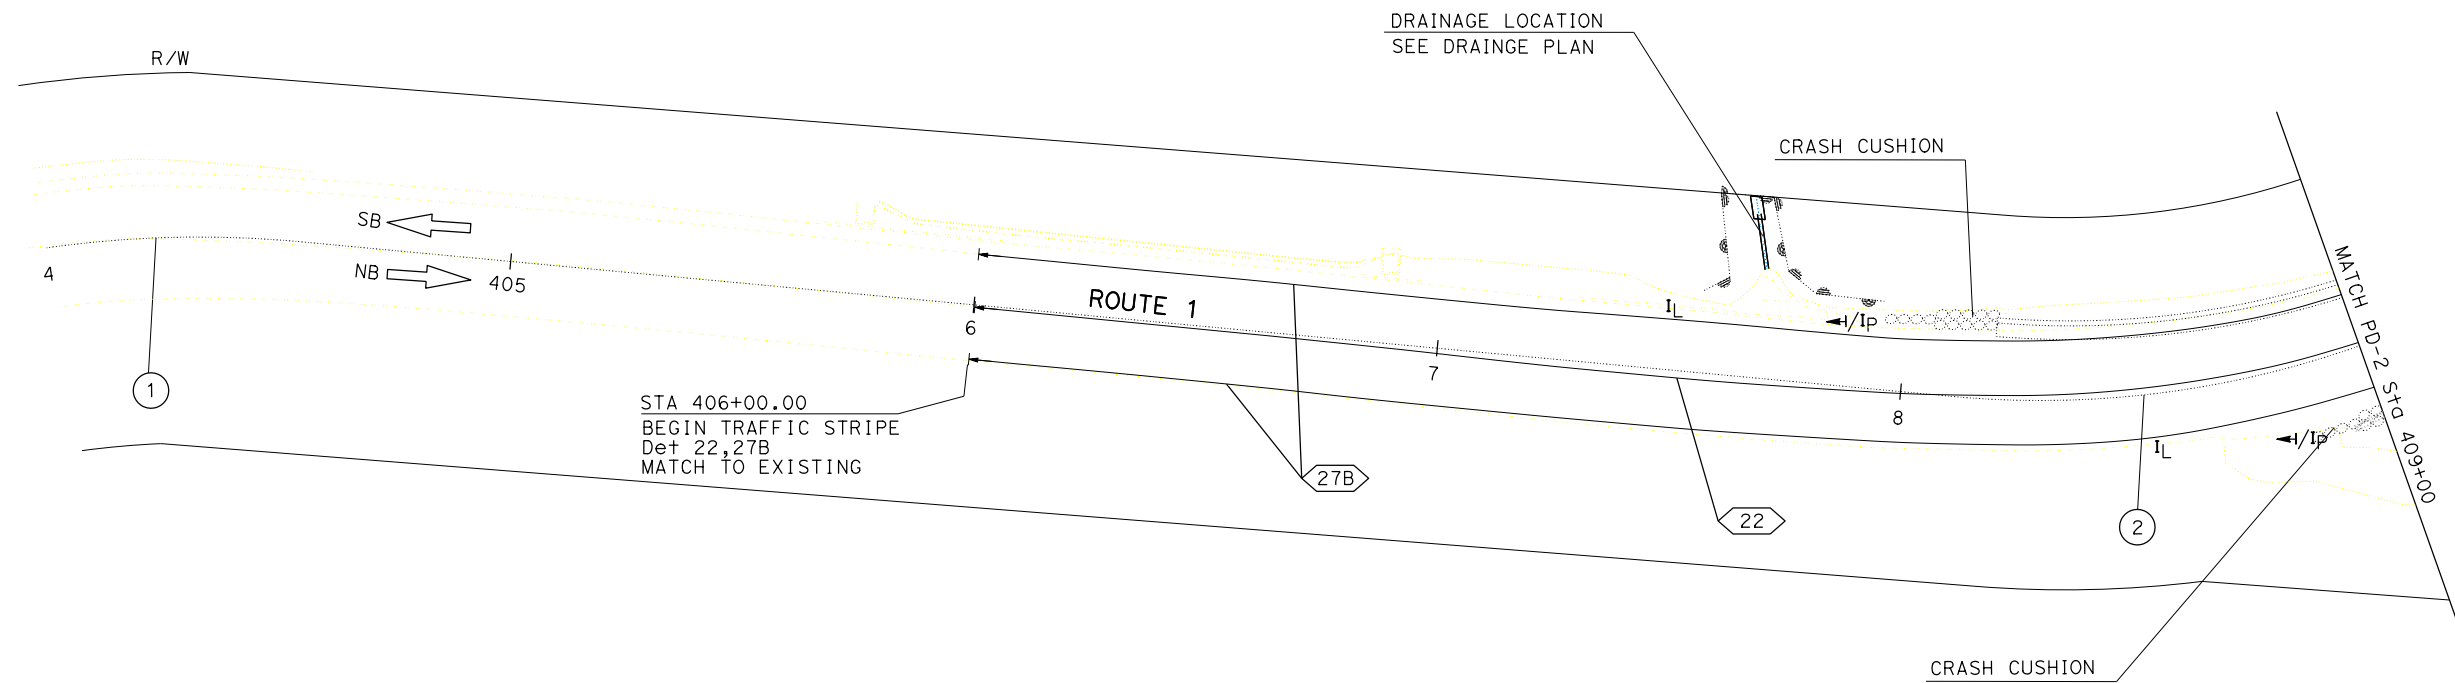 DRAINAGE LOCATION
SEE DRAINGE PLAN
R/W
CRASH CUSHION
SB
NB
4
405
6
ROUTE 1
7
8
IL
I/IP
MATCH PD-2 Sta 409+00
1
STA 406+00.00
BEGIN TRAFFIC STRIPE
Det 22,27B
MATCH TO EXISTING
27B
22
IL
I/IP
2
CRASH CUSHION